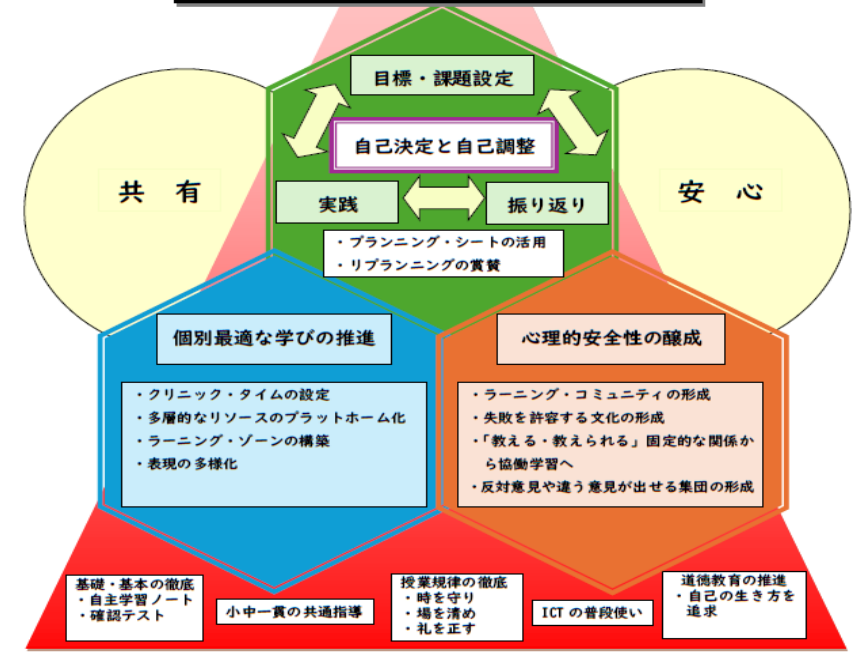 目標・課題設定
自己決定と自己調整
共 有
安 心
実践
振り返り
・プランニング・シートの活用
・リプランニングの賞賛
個別最適な学びの推進
・クリニック・タイムの設定
・多層的なリソースのプラットホーム化
・ラーニング・ゾーンの構築
・表現の多様化
心理的安全性の醸成
・ラーニング・コミュニティの形成
・失敗を許容する文化の形成
・「教える・教えられる」固定的な関係か
ら協働学習へ
・反対意見や違う意見が出せる集団の形成
基礎・基本の徹底
・自主学習ノート
・確認テスト
小中一貫の共通指導
授業規律の徹底
・時を守り
・場を清め
・礼を正す
ICTの普段使い
道徳教育の推進
・自己の生き方を
追求